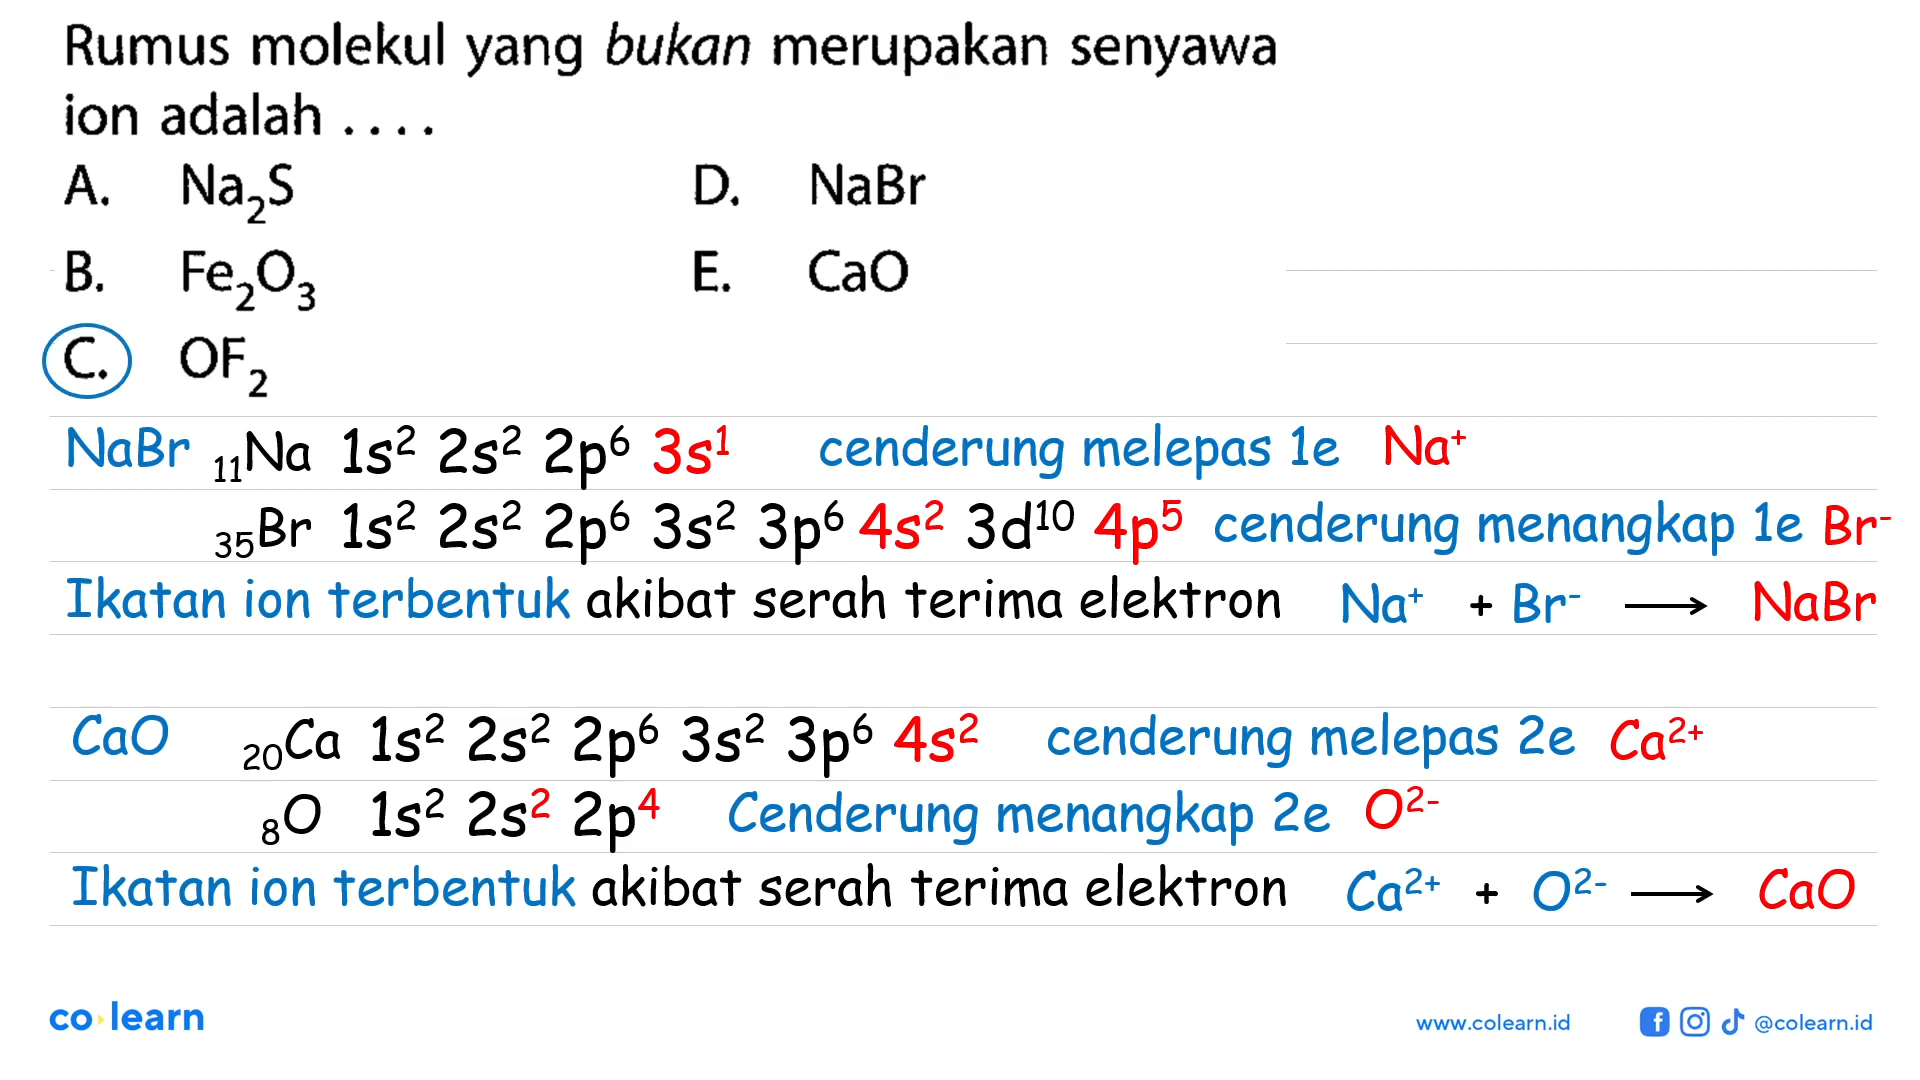 Rumus molekul yang bukan merupakan senyawa
ion adalah ....
A. Na₂S
D. NaBr
B. Fe₂O₃
E. CaO
C. OF₂
NaBr ₁₁Na 1s² 2s² 2p⁶ 3s¹ cenderung melepas 1e Na⁺
₃₅Br 1s² 2s² 2p⁶ 3s² 3p⁶ 4s² 3d¹⁰ 4p⁵ cenderung menangkap 1e Br⁻
Ikatan ion terbentuk akibat serah terima elektron Na⁺ + Br⁻ ⟶ NaBr
CaO ₂₀Ca 1s² 2s² 2p⁶ 3s² 3p⁶ 4s² cenderung melepas 2e Ca²⁺
₈O 1s² 2s² 2p⁴ Cenderung menangkap 2e O²⁻
Ikatan ion terbentuk akibat serah terima elektron Ca²⁺ + O²⁻ ⟶ CaO
co learn
www.colearn.id @colearn.id